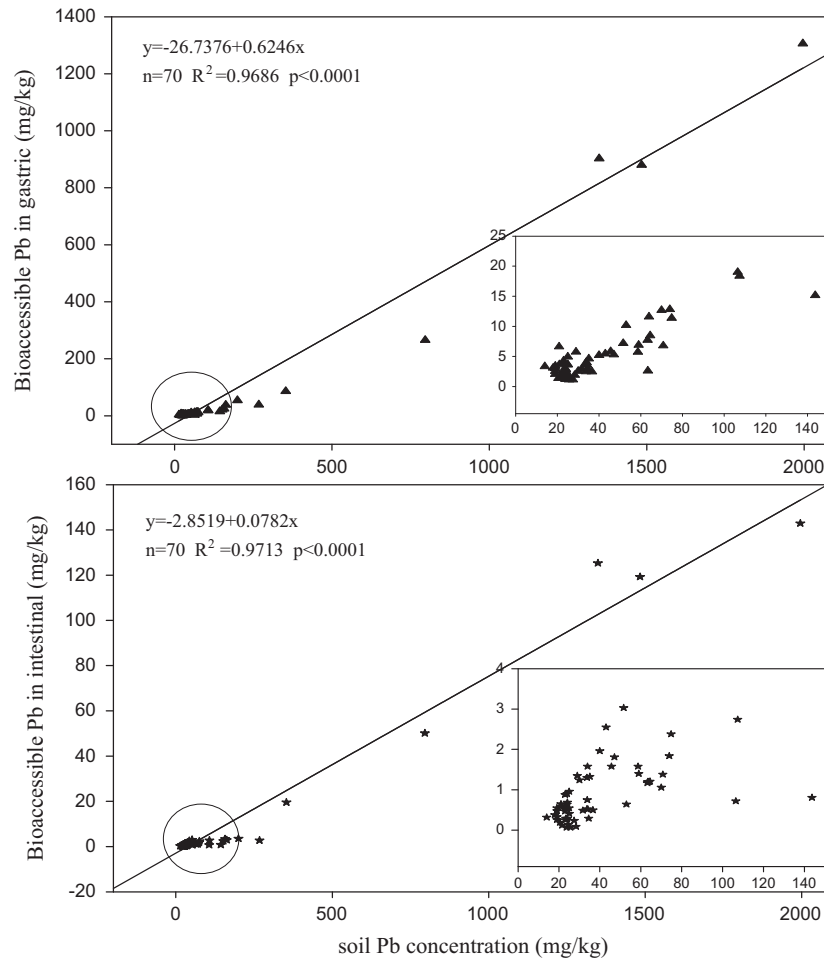 1400
1200
1000
800
600
400
200
0
Bioaccessible Pb in gastric (mg/kg)
y=-26.7376+0.6246x
n=70 R²=0.9686 p<0.0001
25
20
15
10
5
0
0 20 40 60 80 100 120 140
0 500 1000 1500 2000
160
140
120
100
80
60
40
20
0
-20
Bioaccessible Pb in intestinal (mg/kg)
y=-2.8519+0.0782x
n=70 R² =0.9713 p<0.0001
4
3
2
1
0
0 20 40 60 80 100 120 140
0 500 1000 1500 2000
soil Pb concentration (mg/kg)